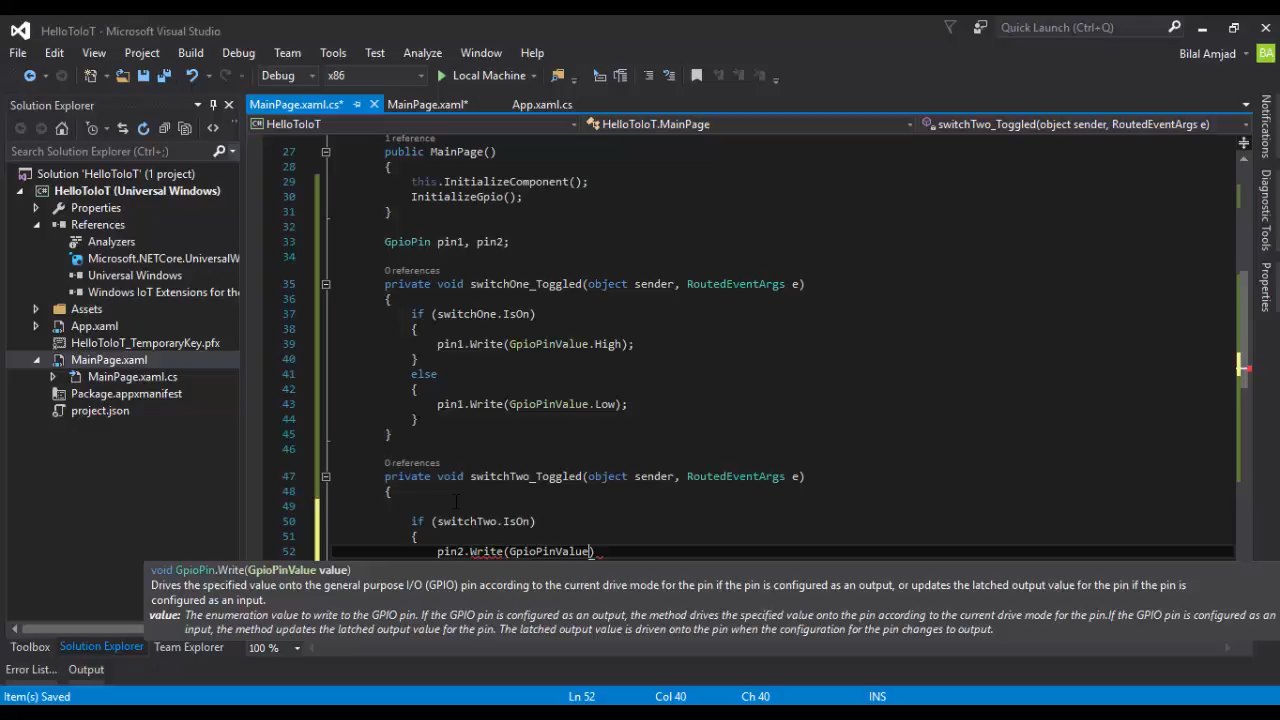 HelloToIoT - Microsoft Visual Studio
Quick Launch (Ctrl+Q)
File Edit View Project Build Debug Team Tools Test Analyze Window Help
Bilal Amjad BA
Debug x86 Local Machine
Solution Explorer
MainPage.xaml.cs* MainPage.xaml* App.xaml.cs
HelloToIoT HelloToIoT.MainPage switchTwo_Toggled(object sender, RoutedEventArgs e)
Search Solution Explorer (Ctrl+;)
Solution 'HelloToIoT' (1 project)
HelloToIoT (Universal Windows)
Properties
References
Analyzers
Microsoft.NETCore.UniversalW
Universal Windows
Windows IoT Extensions for the
Assets
App.xaml
HelloToIoT_TemporaryKey.pfx
MainPage.xaml
MainPage.xaml.cs
Package.appxmanifest
project.json
1 reference
27 public MainPage()
28 {
29 this.InitializeComponent();
30 InitializeGpio();
31 }
32
33 GpioPin pin1, pin2;
34
0 references
35 private void switchOne_Toggled(object sender, RoutedEventArgs e)
36 {
37 if (switchOne.IsOn)
38 {
39 pin1.Write(GpioPinValue.High);
40 }
41 else
42 {
43 pin1.Write(GpioPinValue.Low);
44 }
45 }
46
0 references
47 private void switchTwo_Toggled(object sender, RoutedEventArgs e)
48 {
49
50 if (switchTwo.IsOn)
51 {
52 pin2.Write(GpioPinValue)
void GpioPin.Write(GpioPinValue value)
Drives the specified value onto the general purpose I/O (GPIO) pin according to the current drive mode for the pin if the pin is configured as an output, or updates the latched output value for the pin if the pin is
configured as an input.
value: The enumeration value to write to the GPIO pin. If the GPIO pin is configured as an output, the method drives the specified value onto the pin according to the current drive mode for the pin.If the GPIO pin is configured as an
input, the method updates the latched output value for the pin. The latched output value is driven onto the pin when the configuration for the pin changes to output.
Toolbox Solution Explorer Team Explorer
100 %
Error List... Output
Item(s) Saved Ln 52 Col 40 Ch 40 INS
Notifications
Diagnostic Tools
Properties